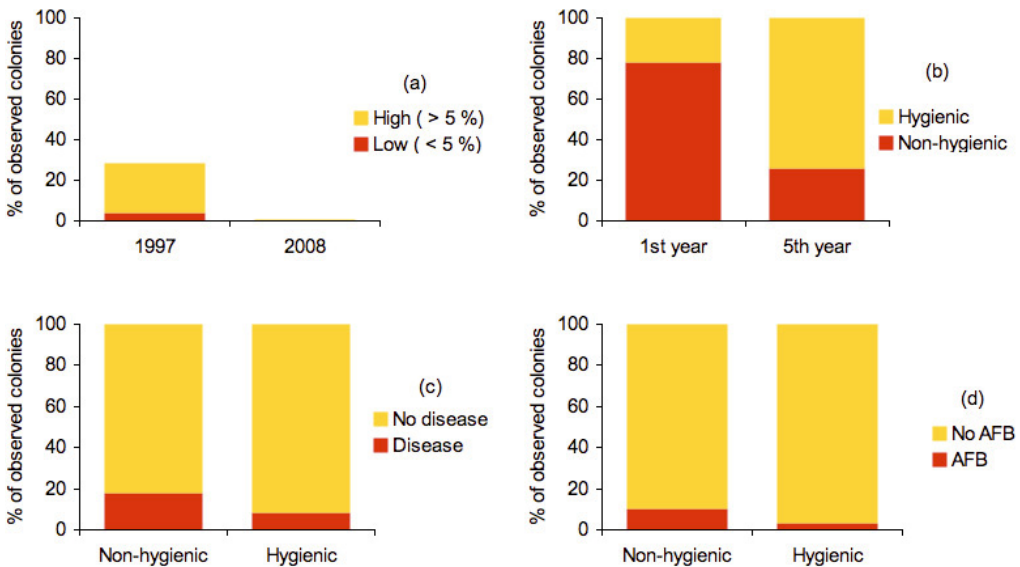 % of observed colonies
100
80
60
40
20
0
1997
2008
(a)
High ( > 5 %)
Low ( < 5 %)
% of observed colonies
100
80
60
40
20
0
1st year
5th year
(b)
Hygienic
Non-hygienic
% of observed colonies
100
80
60
40
20
0
Non-hygienic
Hygienic
(c)
No disease
Disease
% of observed colonies
100
80
60
40
20
0
Non-hygienic
Hygienic
(d)
No AFB
AFB